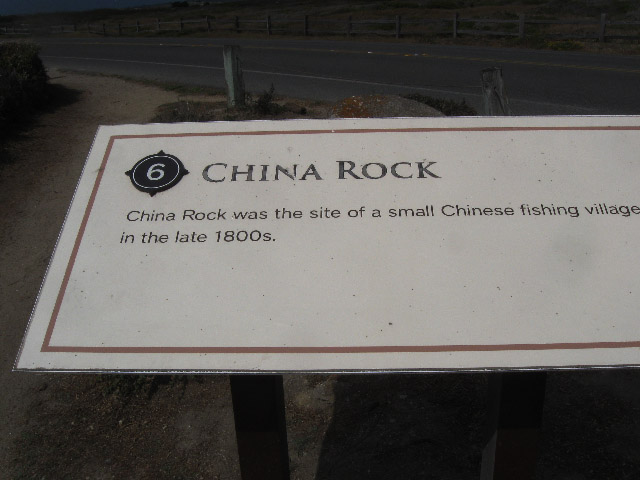 6 CHINA ROCK
China Rock was the site of a small Chinese fishing village
in the late 1800s.